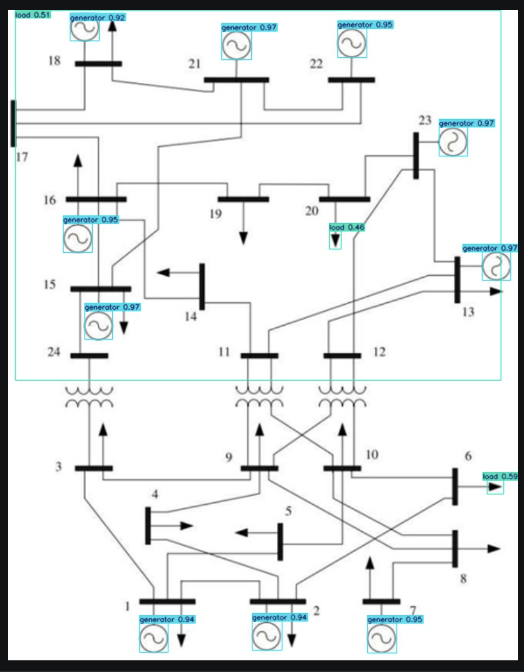 load 0.51
generator 0.92
generator 0.97
generator 0.95
18
21
22
23
generator 0.97
17
16
19
20
generator 0.95
load 0.46
generator 0.97
15
14
13
generator 0.97
24
11
12
3
9
10
6
load 0.59
4
5
8
1
2
7
generator 0.94
generator 0.94
generator 0.95